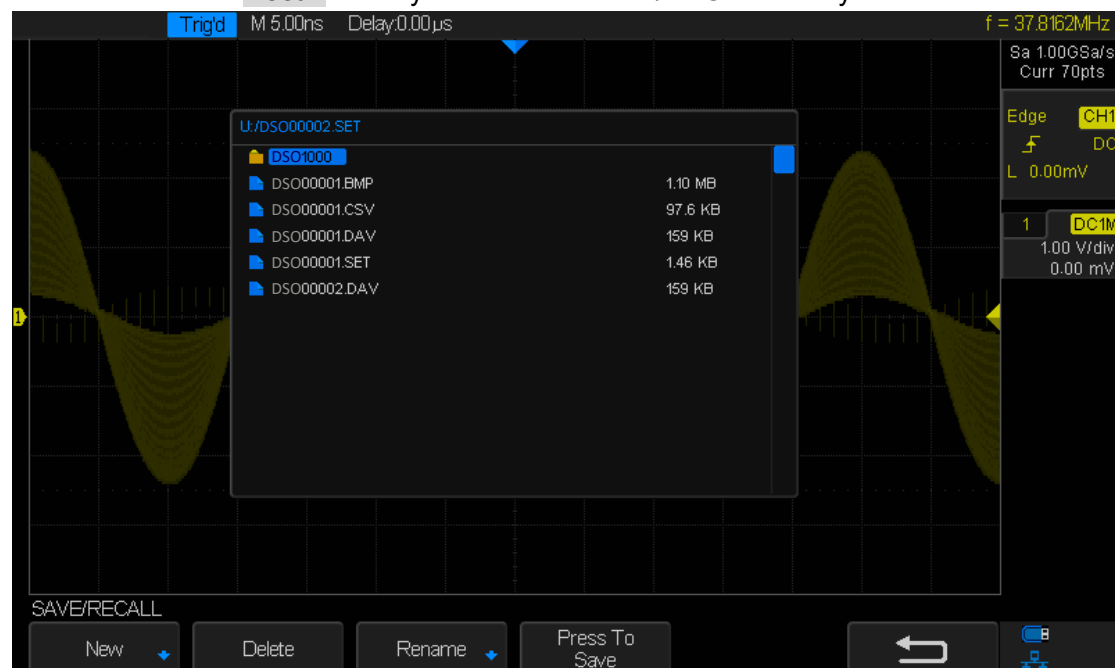 Trig'd M 5.00ns Delay:0.00µs f = 37.8162MHz
Sa 1.00GSa/s
Curr 70pts
Edge CH1
DC
L 0.00mV
1 DC1M
1.00 V/div
0.00 mV
U:/DSO00002.SET
DSO1000
DSO00001.BMP 1.10 MB
DSO00001.CSV 97.6 KB
DSO00001.DAV 159 KB
DSO00001.SET 1.46 KB
DSO00002.DAV 159 KB
1
SAVE/RECALL
New Delete Rename Press To
Save